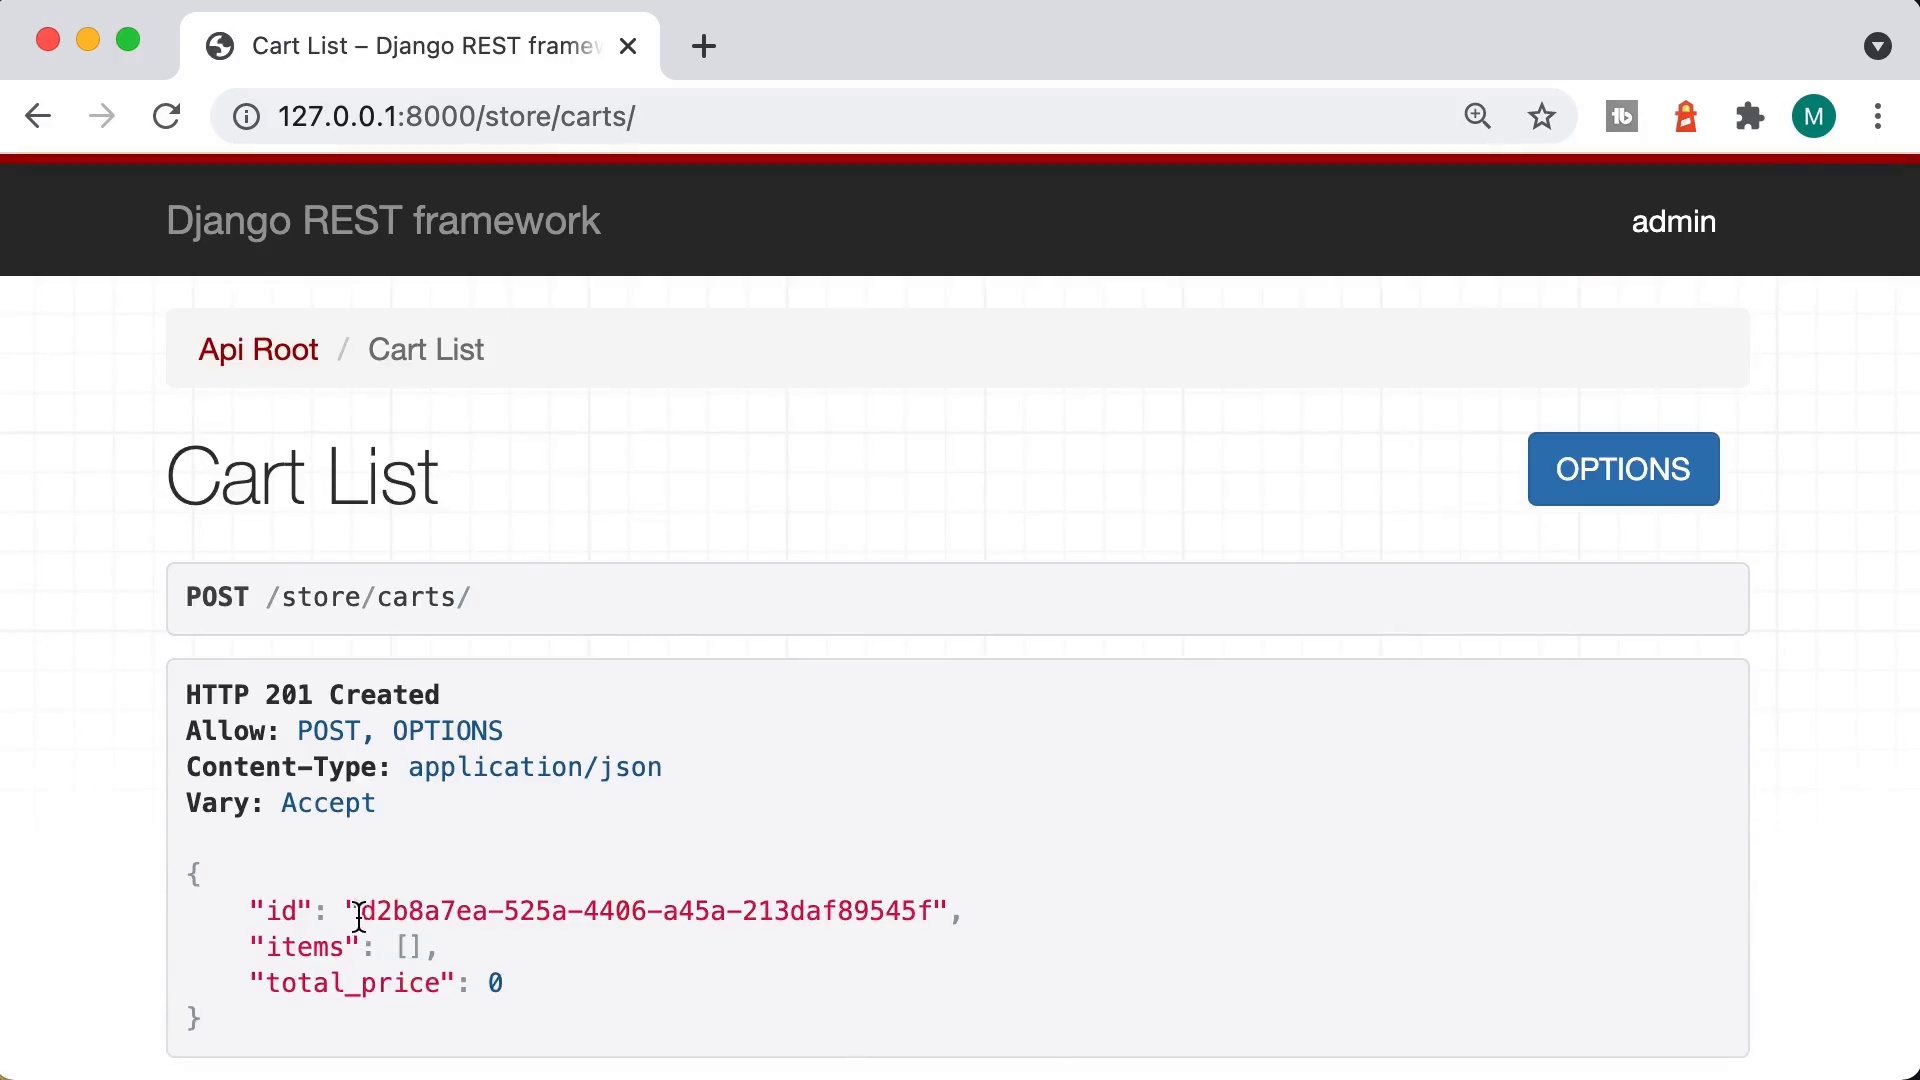 Cart List – Django REST framew
127.0.0.1:8000/store/carts/
M
Django REST framework
admin
Api Root / Cart List
Cart List
OPTIONS
POST /store/carts/
HTTP 201 Created
Allow: POST, OPTIONS
Content-Type: application/json
Vary: Accept
{
"id": "d2b8a7ea-525a-4406-a45a-213daf89545f",
"items": [],
"total_price": 0
}